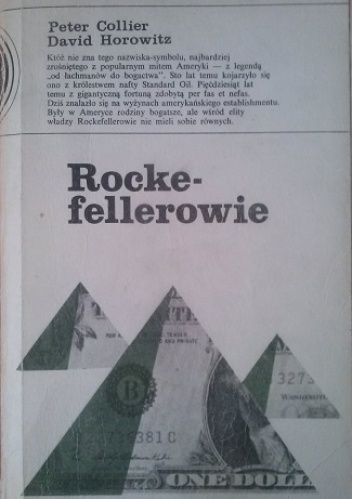 Peter Collier
David Horowitz
Któż nie zna tego nazwiska-symbolu, najbardziej
zrośniętego z popularnym mitem Ameryki — z legendą
„od łachmanów do bogactwa”. Sto lat temu kojarzyło się
ono z królestwem nafty Standard Oil. Pięćdziesiąt lat
temu z gigantyczną fortuną zdobytą per fas et nefas.
Dziś znalazło się na wyżynach amerykańskiego establishmentu.
Były w Ameryce rodziny bogatsze, ale wśród elity
władzy Rockefellerowie nie mieli sobie równych.
Rocke-
fellerowie
B
3273
381C
ONE DOLL